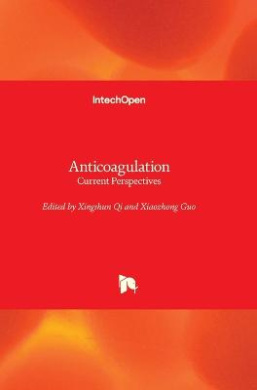 IntechOpen
Anticoagulation
Current Perspectives
Edited by Xingshun Qi and Xiaozhong Guo